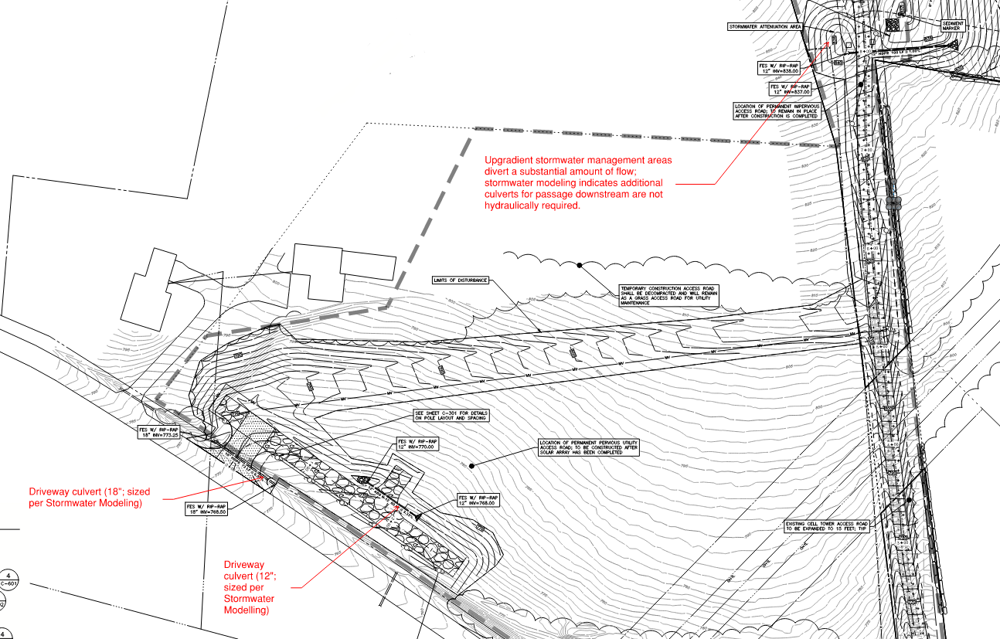 STORMWATER ATTENUATION AREA
SEDIMENT
MARKER
FES W/ RIP-RAP
12" INV=838.00
FES W/ RIP-RAP
12" INV=837.00
LOCATION OF PERMANENT IMPERVIOUS
ACCESS ROAD; TO REMAIN IN PLACE
AFTER CONSTRUCTION IS COMPLETED
Upgradient stormwater management areas
divert a substantial amount of flow;
stormwater modeling indicates additional
culverts for passage downstream are not
hydraulically required.
LIMITS OF DISTURBANCE
TEMPORARY CONSTRUCTION ACCESS ROAD
SHALL BE DECOMPACTED AND WILL REMAIN
AS A GRASS ACCESS ROAD FOR UTILITY
MAINTENANCE
SEE SHEET C-301 FOR DETAILS
ON POLE LAYOUT AND SPACING
FES W/ RIP-RAP
18" INV=773.25
FES W/ RIP-RAP
12" INV=770.00
LOCATION OF PERMANENT PERVIOUS UTILITY
ACCESS ROAD; TO BE CONSTRUCTED AFTER
SOLAR ARRAY HAS BEEN COMPLETED
Driveway culvert (18"; sized
per Stormwater Modeling)
FES W/ RIP-RAP
18" INV=768.50
FES W/ RIP-RAP
12" INV=768.00
EXISTING CELL TOWER ACCESS ROAD
TO BE EXPANDED TO 15 FEET; TYP
Driveway
culvert (12";
sized per
Stormwater
Modelling)
4
C-601
4